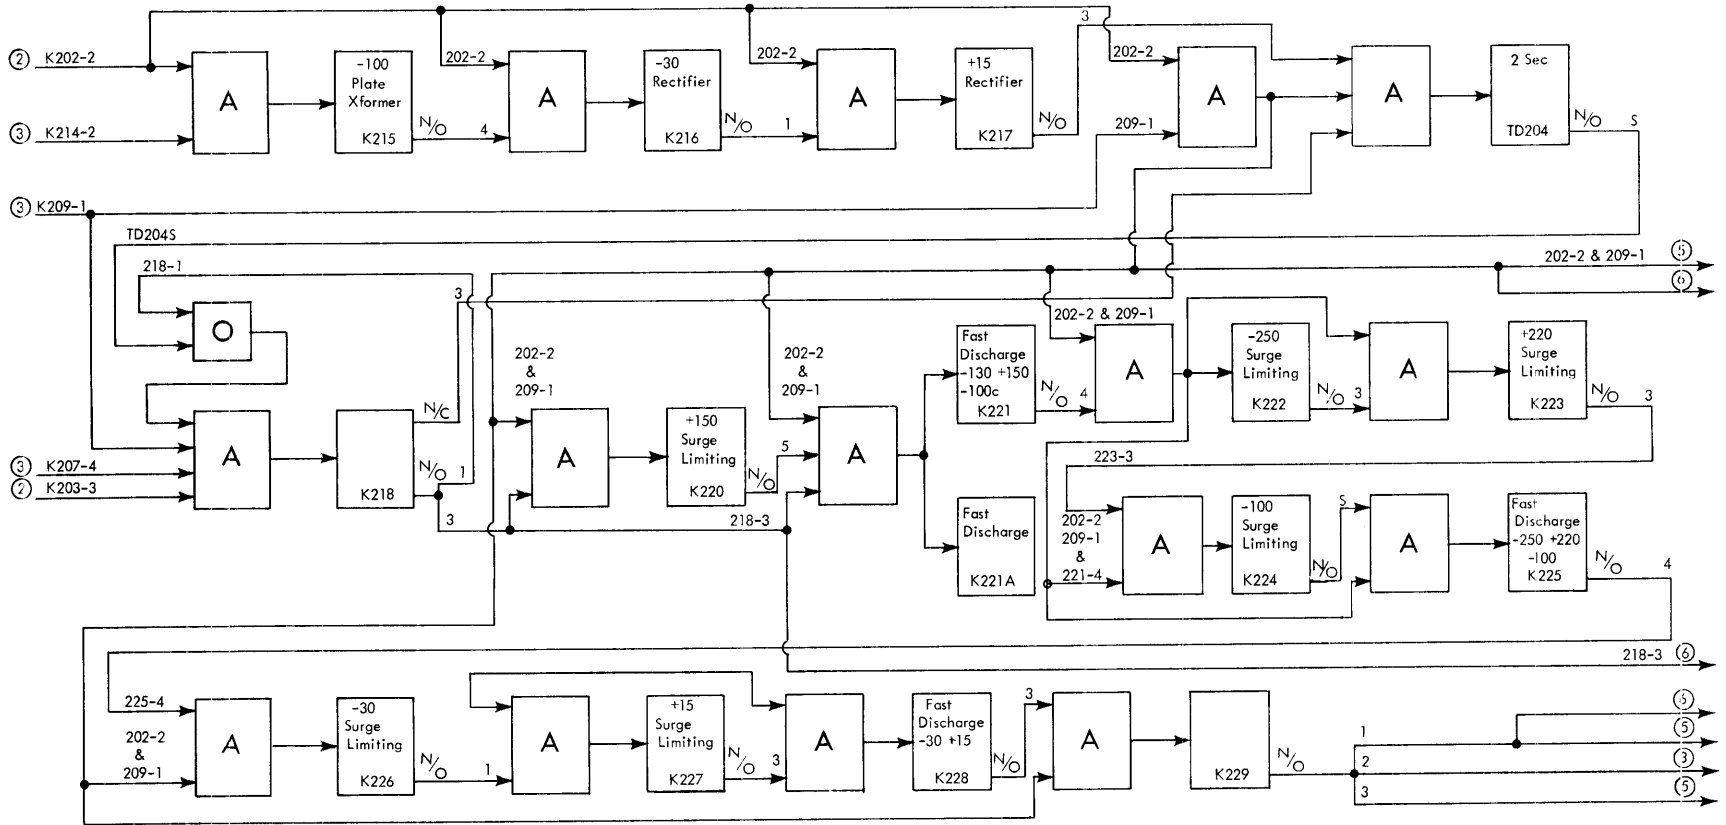 ② K202-2
③ K214-2
A
-100
Plate
Xformer
K215
N/O
4
202-2
A
-30
Rectifier
K216
N/O
1
202-2
A
+15
Rectifier
K217
N/O
3
202-2
209-1
A
A
2 Sec
TD204
N/O
S
③ K209-1
TD204S
218-1
O
3
202-2 & 209-1
⑤
⑥
③ K207-4
② K203-3
A
K218
N/C
N/O
1
3
202-2
&
209-1
A
+150
Surge
Limiting
K220
N/O
5
202-2
&
209-1
A
218-3
Fast
Discharge
-130 +150
-100c
K221
N/O
4
Fast
Discharge
K221A
202-2 & 209-1
A
-250
Surge
Limiting
K222
N/O
3
A
+220
Surge
Limiting
K223
N/O
3
223-3
202-2
209-1
&
221-4
A
-100
Surge
Limiting
K224
N/O
S
A
Fast
Discharge
-250 +220
-100
K225
N/O
4
218-3 ⑥
225-4
202-2
&
209-1
A
-30
Surge
Limiting
K226
N/O
1
A
+15
Surge
Limiting
K227
N/O
3
A
Fast
Discharge
-30 +15
K228
N/O
3
A
K229
N/O
1
2
3
⑤
③
⑤